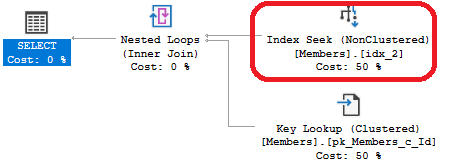 SELECT
Cost: 0 %
Nested Loops
(Inner Join)
Cost: 0 %
Index Seek (NonClustered)
[Members].[idx_2]
Cost: 50 %
Key Lookup (Clustered)
[Members].[pk_Members_c_Id]
Cost: 50 %